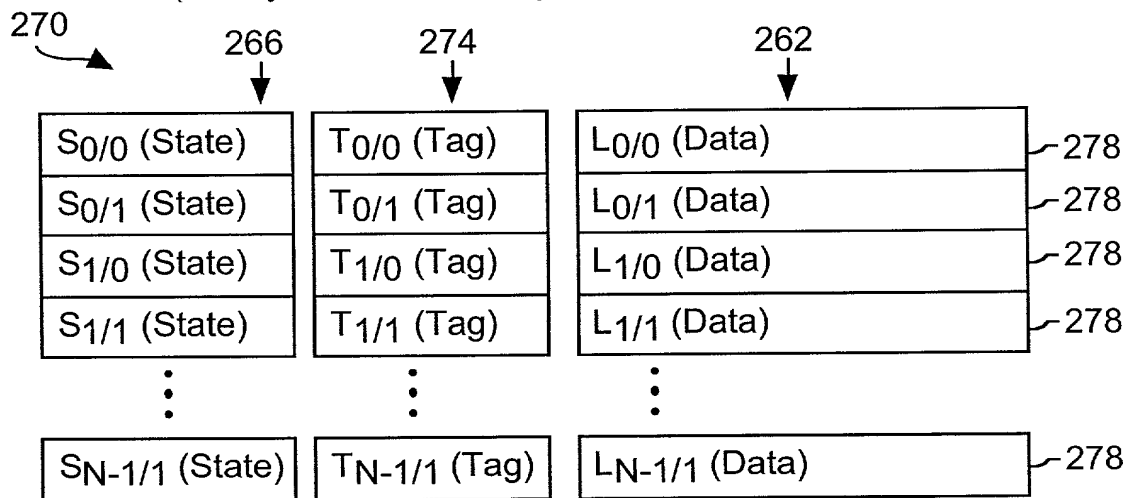 270
266
274
262
S0/0 (State) T0/0 (Tag) L0/0 (Data) 278
S0/1 (State) T0/1 (Tag) L0/1 (Data) 278
S1/0 (State) T1/0 (Tag) L1/0 (Data) 278
S1/1 (State) T1/1 (Tag) L1/1 (Data) 278
SN-1/1 (State) TN-1/1 (Tag) LN-1/1 (Data) 278